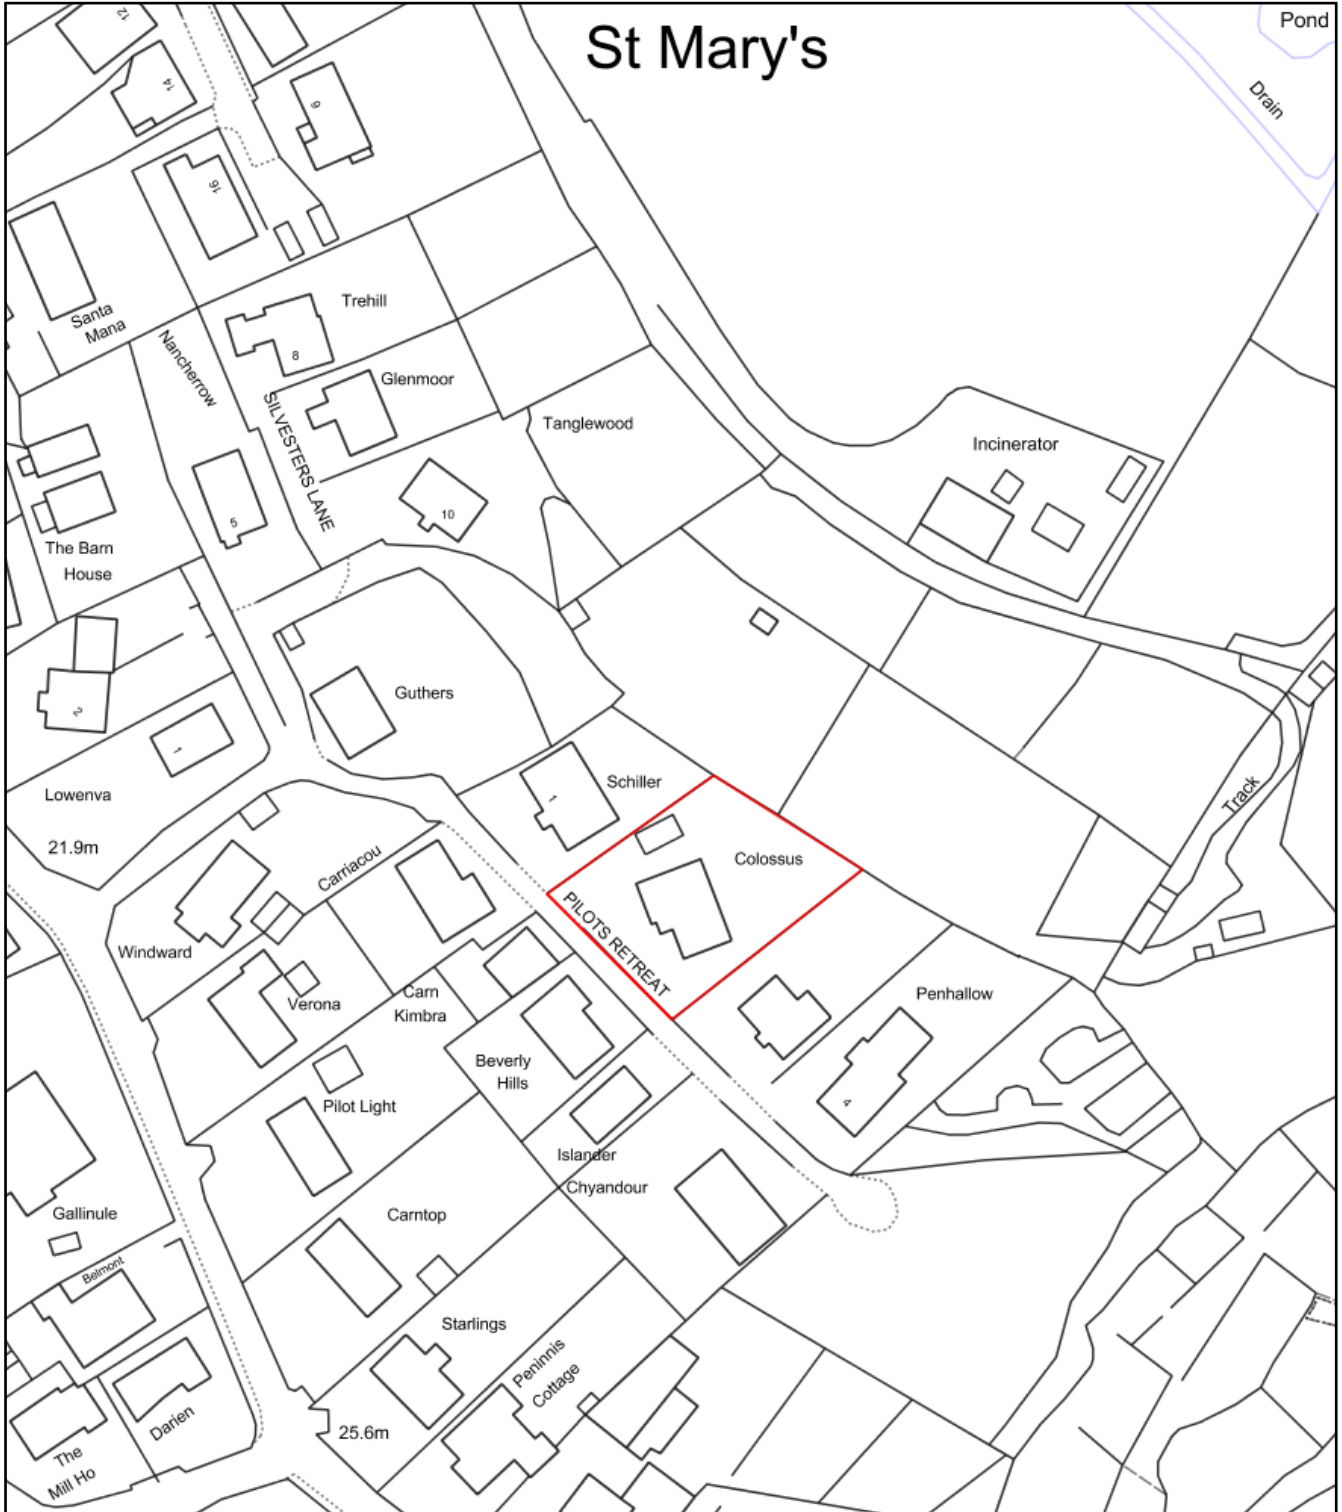 St Mary's
Pond
Drain
12
14
9
16
Santa
Mana
Nancherrow
Trehill
8
Glenmoor
SILVESTERS LANE
Tanglewood
Incinerator
5
10
The Barn
House
2
1
Guthers
Lowenva
21.9m
Schiller
1
Track
Colossus
Carriacou
PILOTS RETREAT
Windward
Verona
Carn
Kimbra
Penhallow
Beverly
Hills
4
Pilot Light
Islander
Chyandour
Gallinule
Carntop
Belmont
Starlings
Peninnis
Cottage
Darien
25.6m
The
Mill Ho